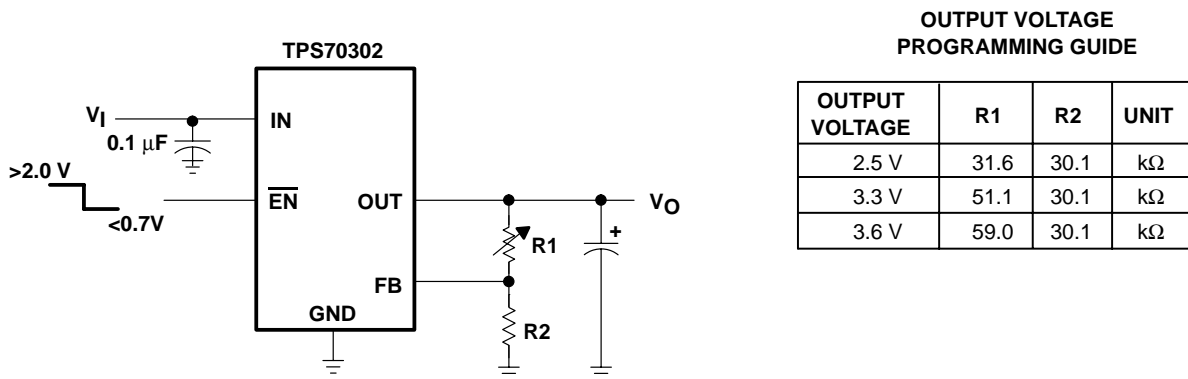 OUTPUT VOLTAGE
PROGRAMMING GUIDE
TPS70302
VI
IN
0.1 μF
>2.0 V
<0.7V
EN
OUT
VO
R1
FB
GND
R2
+
OUTPUT VOLTAGE R1 R2 UNIT
2.5 V 31.6 30.1 kΩ
3.3 V 51.1 30.1 kΩ
3.6 V 59.0 30.1 kΩ